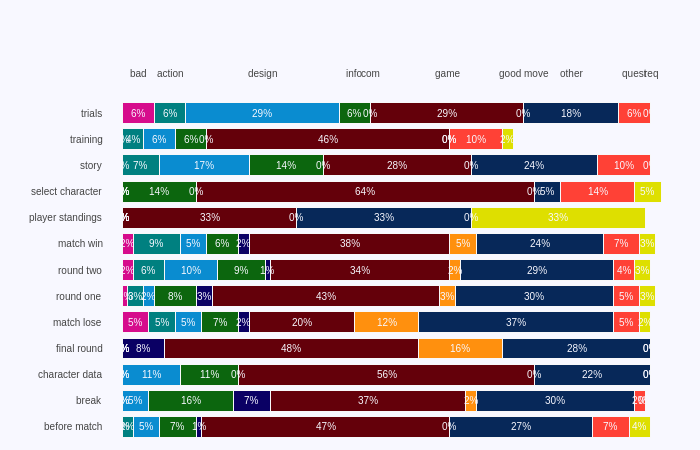 bad action design infocom game good move other quest req
trials 6% 6% 29% 6% 0% 29% 0% 18% 6% 0%
training 4% 6% 6% 0% 46% 0% 10% 2%
story % 7% 17% 14% 0% 28% 0% 24% 10% 0%
select character % 14% 0% 64% 0% 5% 14% 5%
player standings % 33% 0% 33% 0% 33%
match win 2% 9% 5% 6% 2% 38% 5% 24% 7% 3%
round two 2% 6% 10% 9% 1% 34% 2% 29% 4% 3%
round one 3% 2% 8% 3% 43% 3% 30% 5% 3%
match lose 5% 5% 5% 7% 2% 20% 12% 37% 5% 2%
final round % 8% 48% 16% 28% 0%
character data % 11% 11% 0% 56% 0% 22% 0%
break 5% 16% 7% 37% 2% 30% 2%
before match 5% 7% 1% 47% 0% 27% 7% 4%